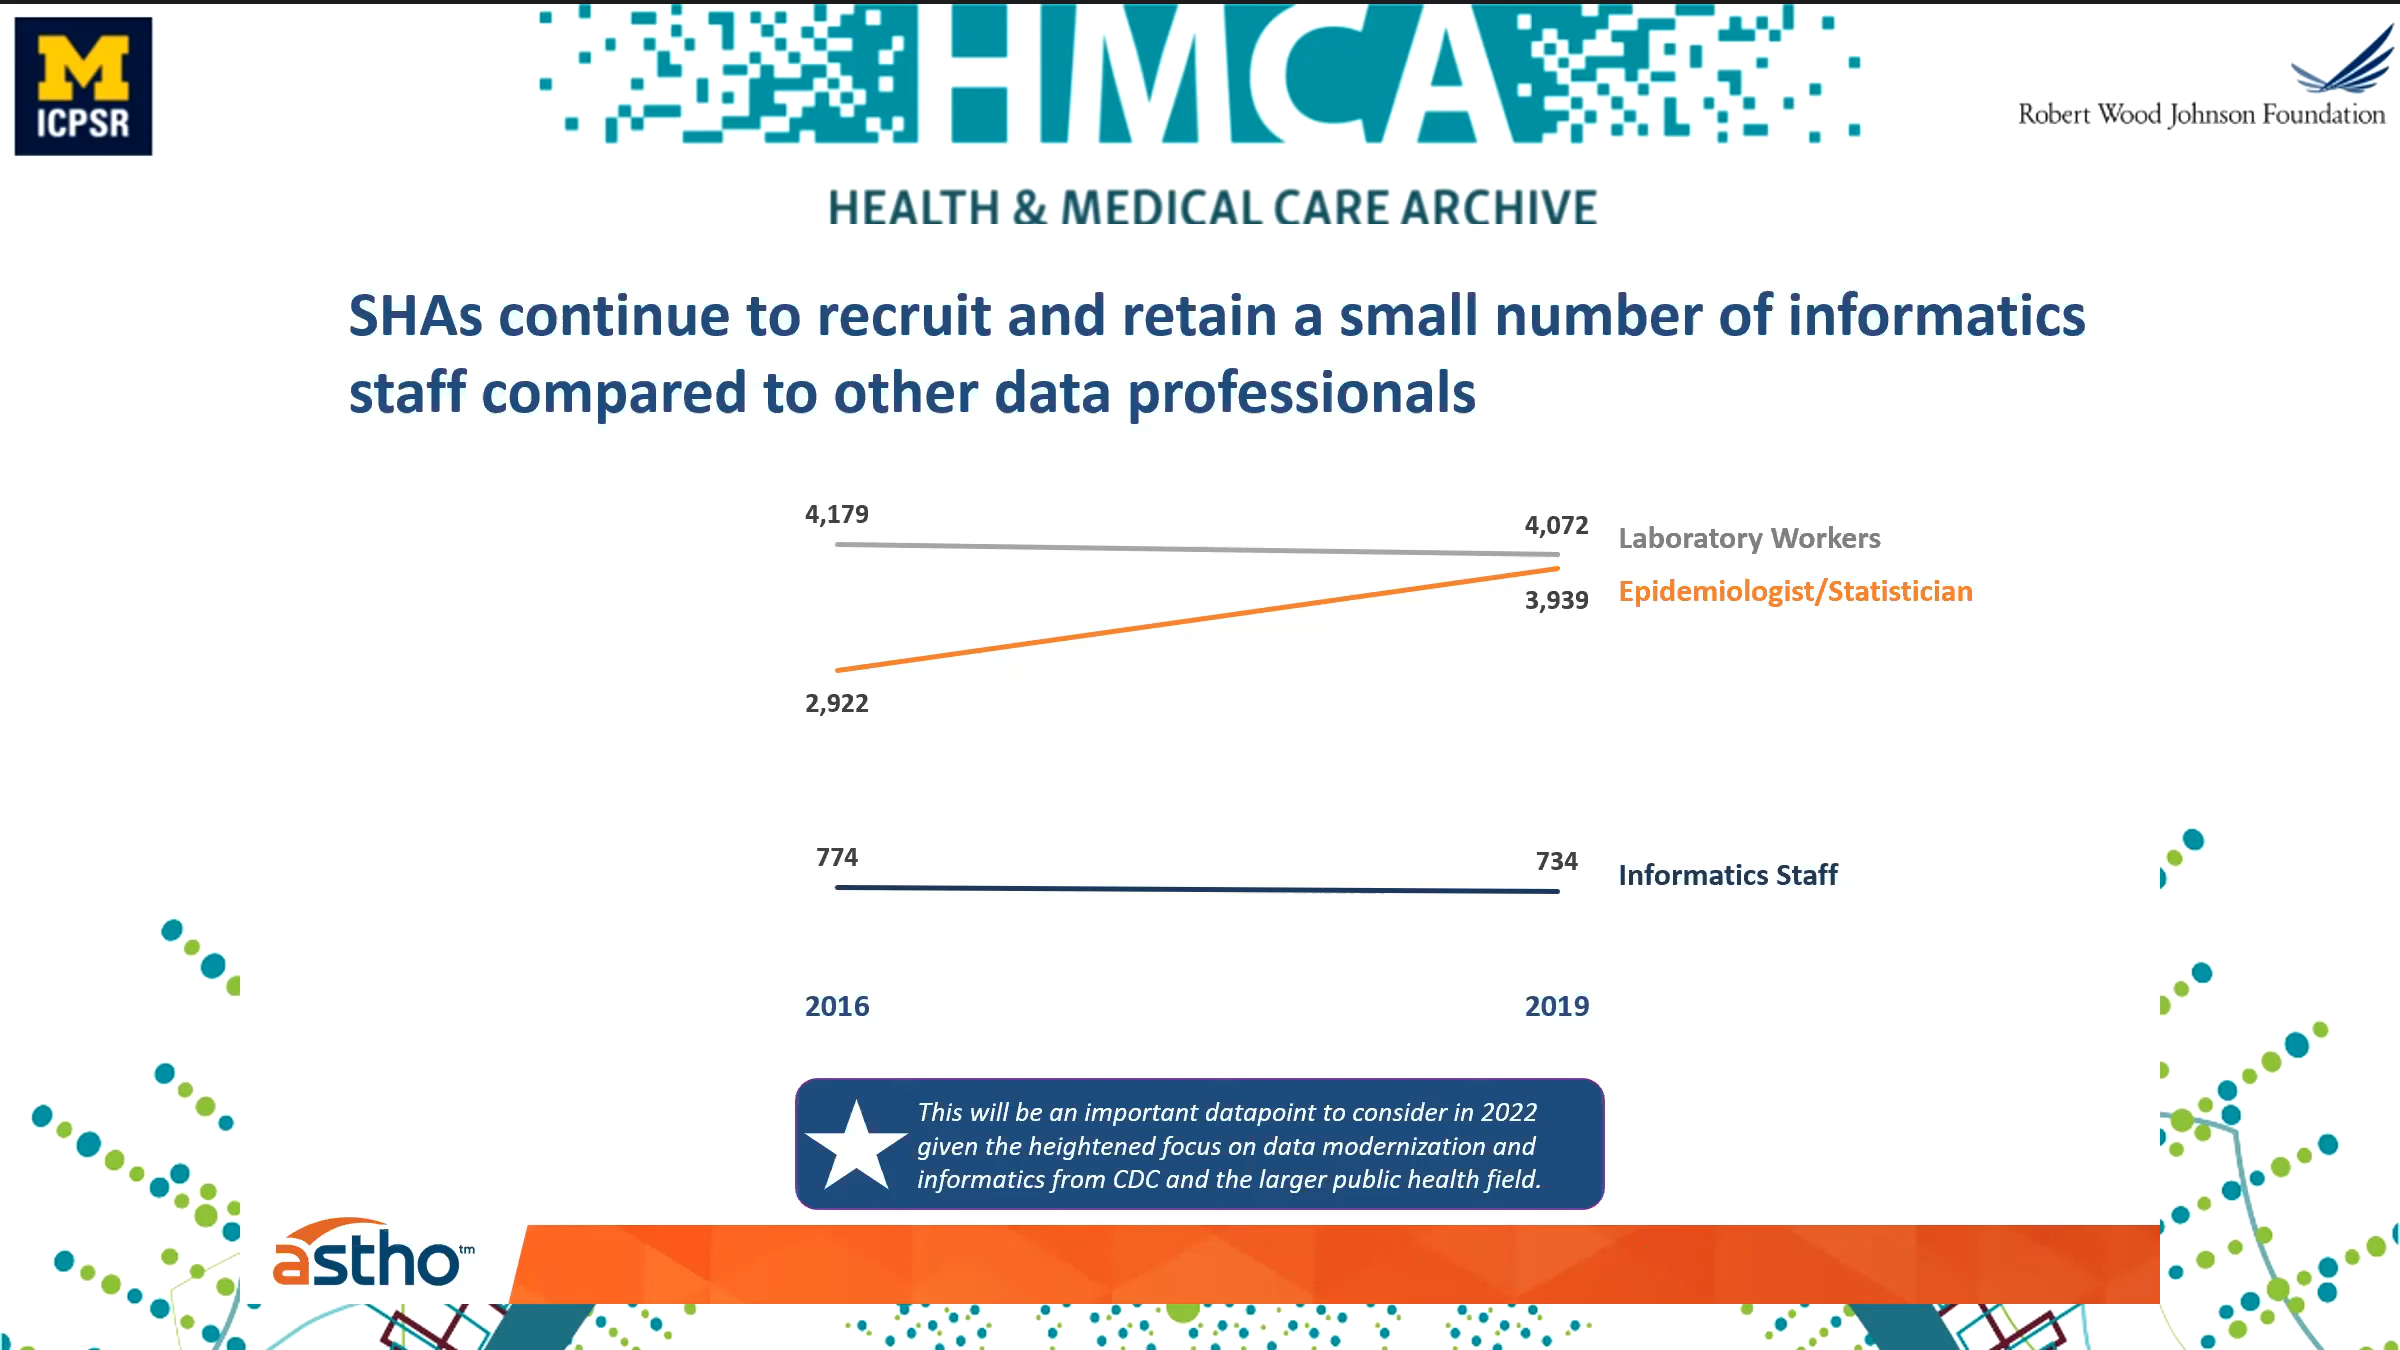 M
ICPSR
HMCA
HEALTH & MEDICAL CARE ARCHIVE
Robert Wood Johnson Foundation
SHAs continue to recruit and retain a small number of informatics
staff compared to other data professionals
4,179
4,072
Laboratory Workers
Epidemiologist/Statistician
3,939
2,922
774
734
Informatics Staff
2016
2019
This will be an important datapoint to consider in 2022
given the heightened focus on data modernization and
informatics from CDC and the larger public health field.
astho™